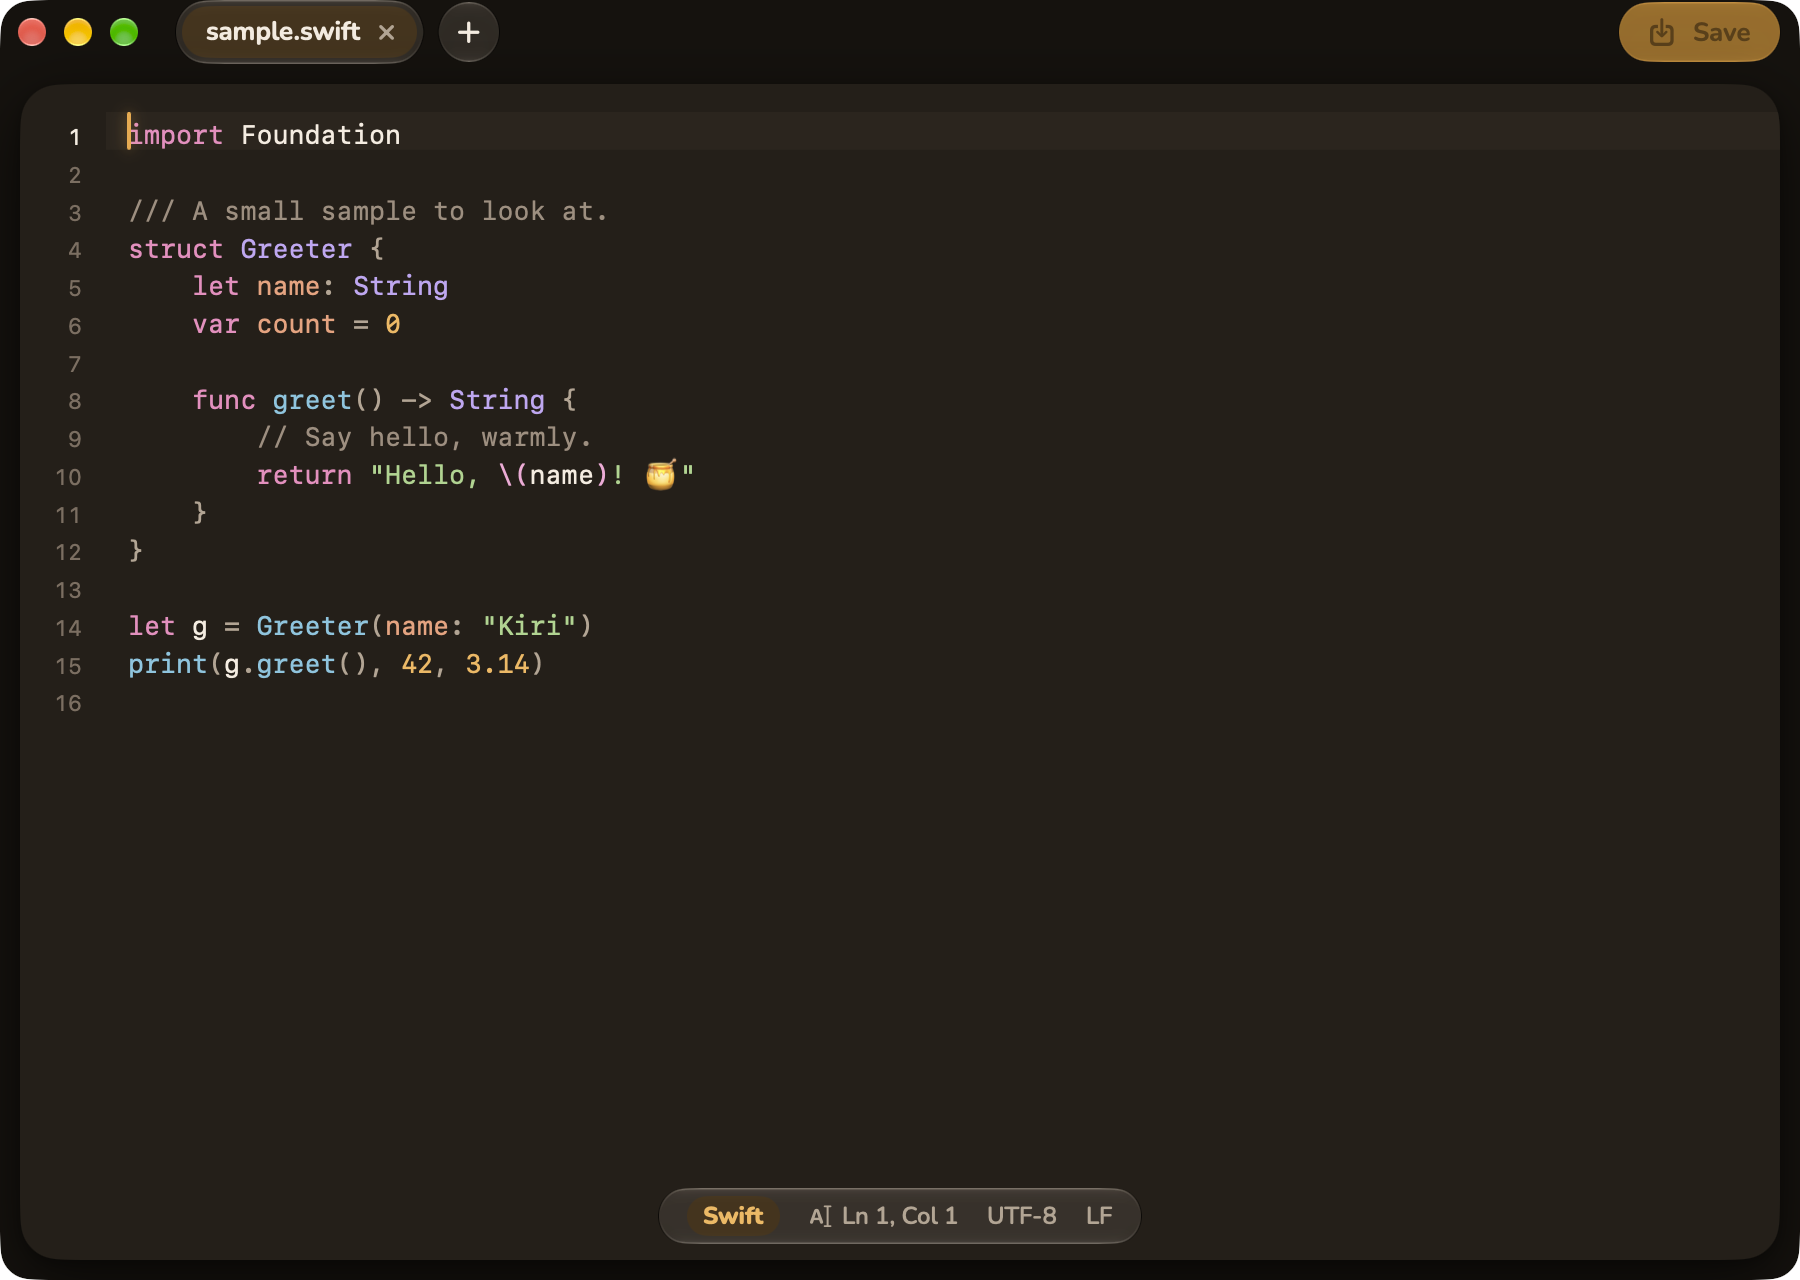 sample.swift
Save
1 import Foundation
2
3 /// A small sample to look at.
4 struct Greeter {
5     let name: String
6     var count = 0
7
8     func greet() -> String {
9         // Say hello, warmly.
10         return "Hello, \(name)! 🍯"
11     }
12 }
13
14 let g = Greeter(name: "Kiri")
15 print(g.greet(), 42, 3.14)
16
Swift Ln 1, Col 1 UTF-8 LF